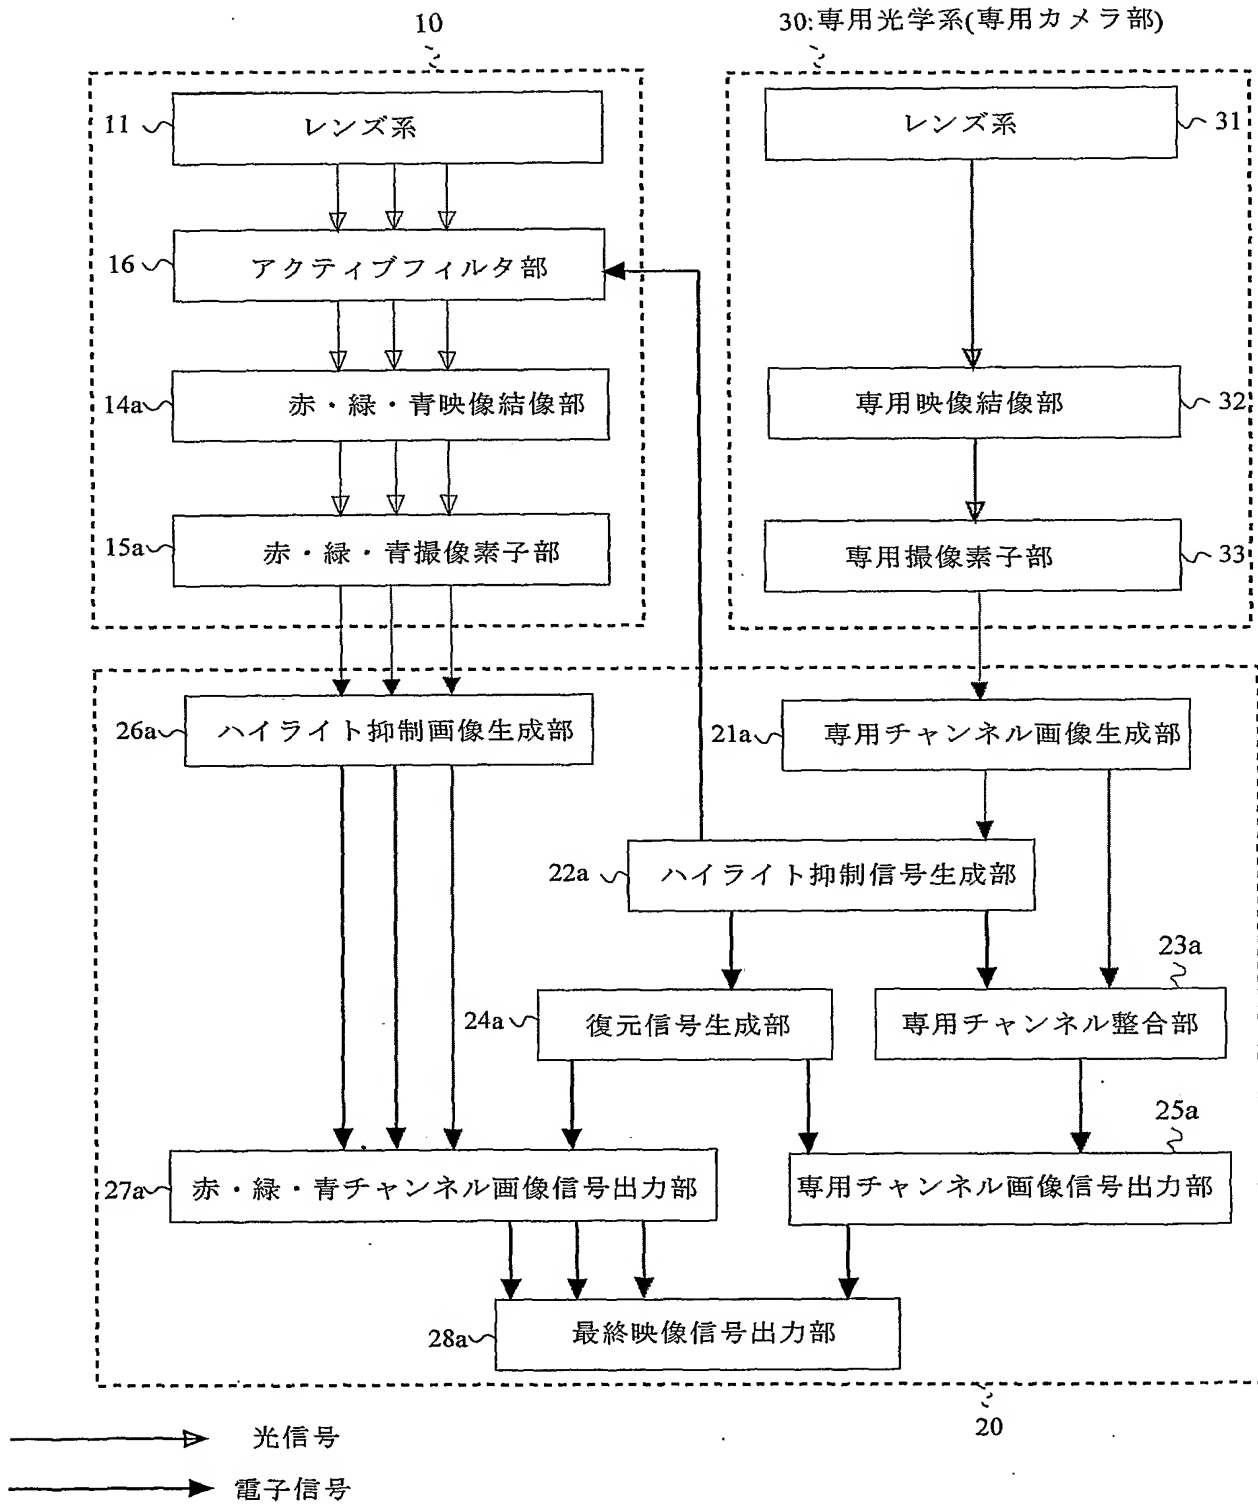 10
30:専用光学系(専用カメラ部)
11
レンズ系
レンズ系
31
16
アクティブフィルタ部
14a
赤・緑・青映像結像部
専用映像結像部
32
15a
赤・緑・青撮像素子部
専用撮像素子部
33
26a
ハイライト抑制画像生成部
21a
専用チャンネル画像生成部
22a
ハイライト抑制信号生成部
23a
24a
復元信号生成部
専用チャンネル整合部
25a
27a
赤・緑・青チャンネル画像信号出力部
専用チャンネル画像信号出力部
28a
最終映像信号出力部
20
光信号
電子信号